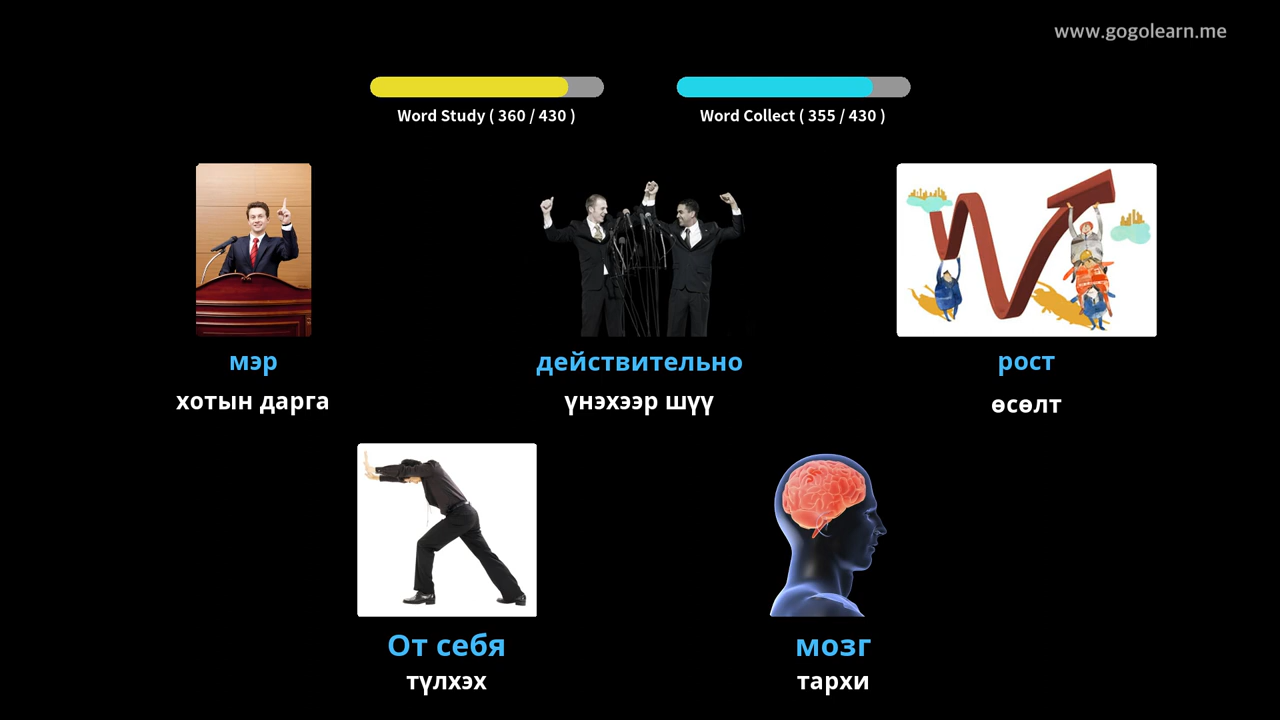 www.gogolearn.me
Word Study ( 360 / 430 )
Word Collect ( 355 / 430 )
мэр
хотын дарга
действительно
үнэхээр шүү
рост
өсөлт
От себя
түлхэх
мозг
тархи